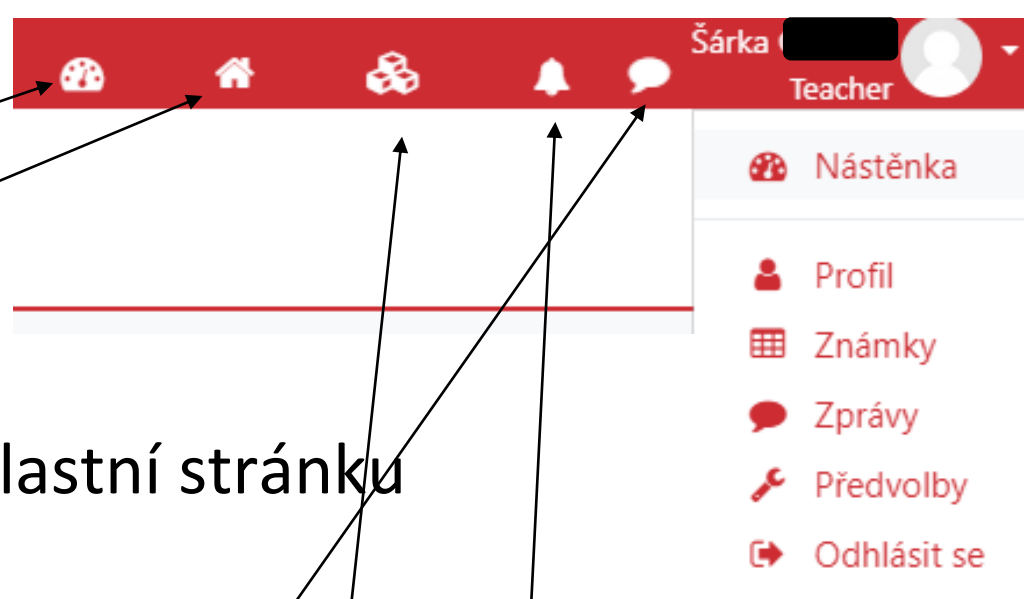 Šárka
Teacher
Nástěnka
Profil
Známky
Zprávy
lastní stránku
Předvolby
Odhlásit se